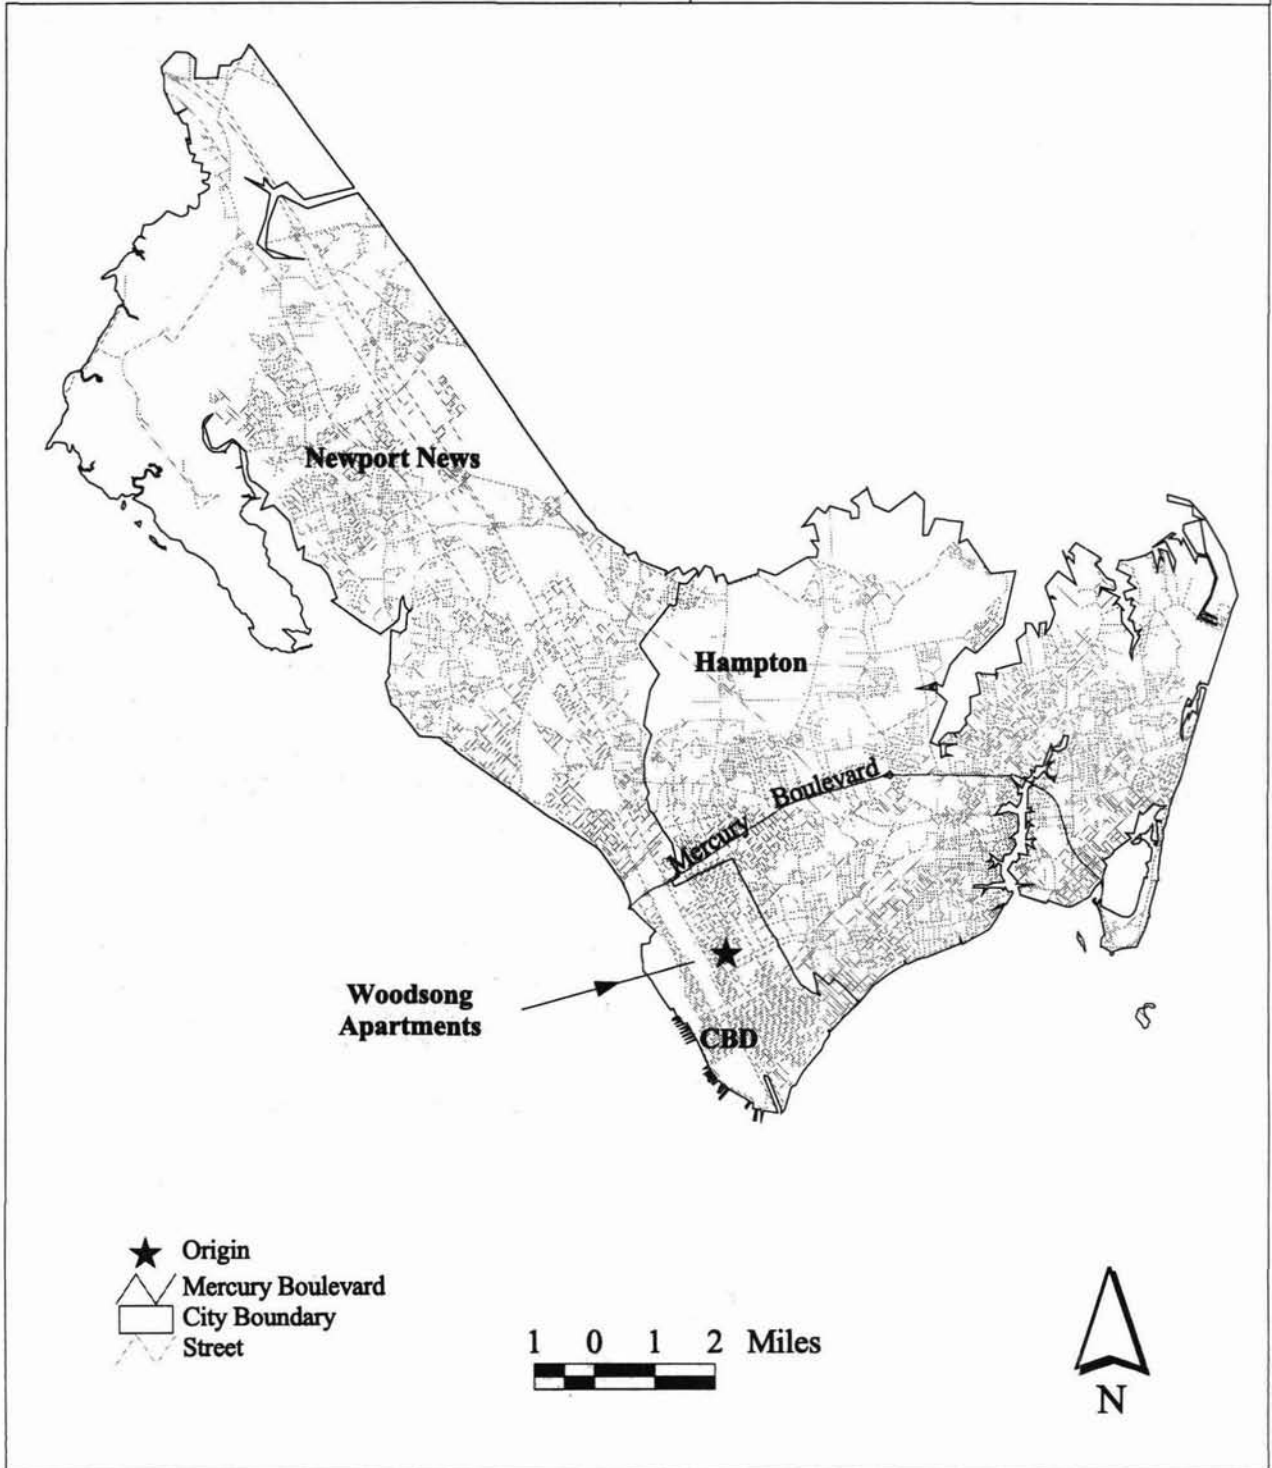 Newport News
Hampton
Mercury Boulevard
Woodsong
Apartments
CBD
Origin
Mercury Boulevard
City Boundary
Street
1 0 1 2 Miles
N